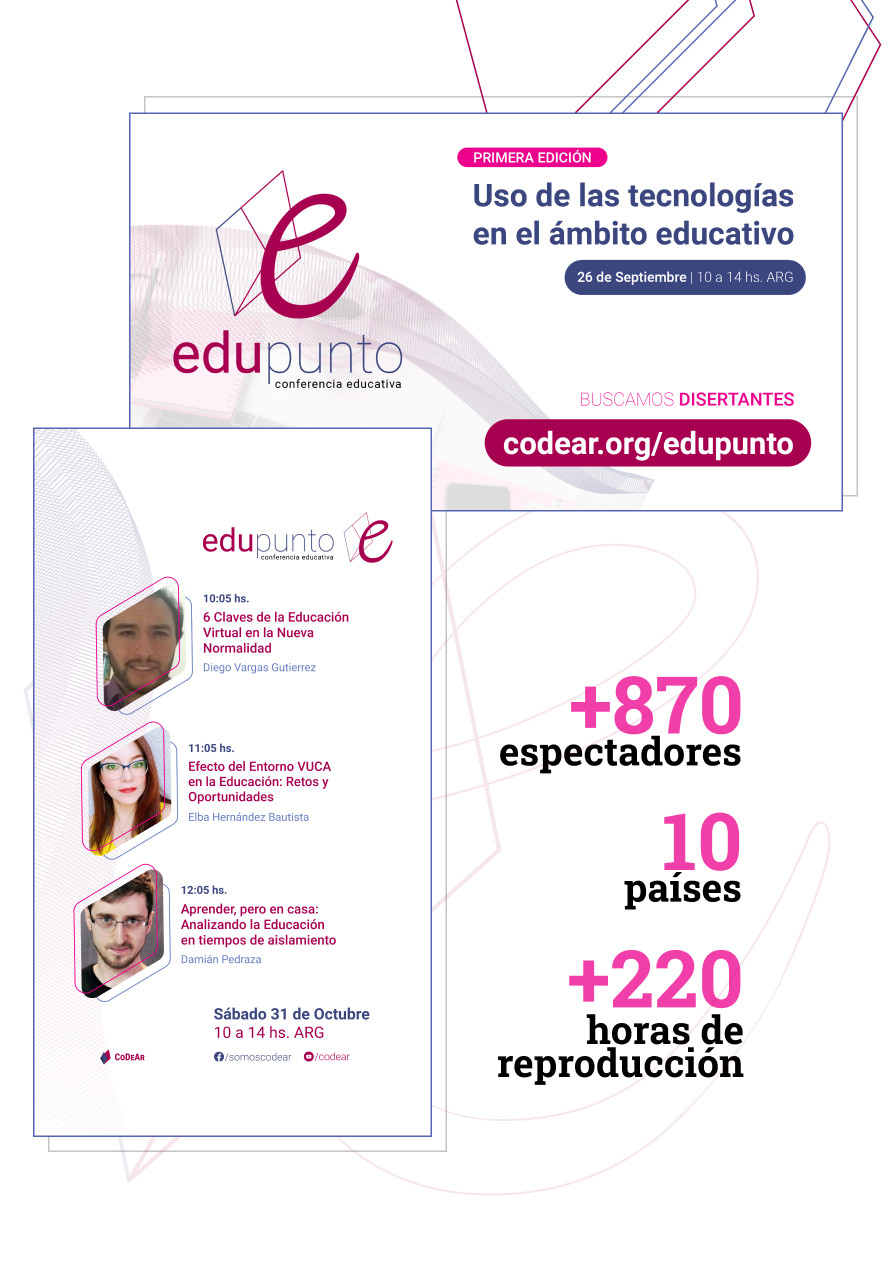 PRIMERA EDICIÓN
Uso de las tecnologías
en el ámbito educativo
26 de Septiembre | 10 a 14 hs. ARG
e
edupunto
conferencia educativa
BUSCAMOS DISERTANTES
codear.org/edupunto
edupunto e
conferencia educativa
10:05 hs.
6 Claves de la Educación
Virtual en la Nueva
Normalidad
Diego Vargas Gutierrez
11:05 hs.
Efecto del Entorno VUCA
en la Educación: Retos y
Oportunidades
Elba Hernández Bautista
12:05 hs.
Aprender, pero en casa:
Analizando la Educación
en tiempos de aislamiento
Damián Pedraza
Sábado 31 de Octubre
10 a 14 hs. ARG
CoDeAr
/somoscodear /codear
+870
espectadores
10
países
+220
horas de
reproducción